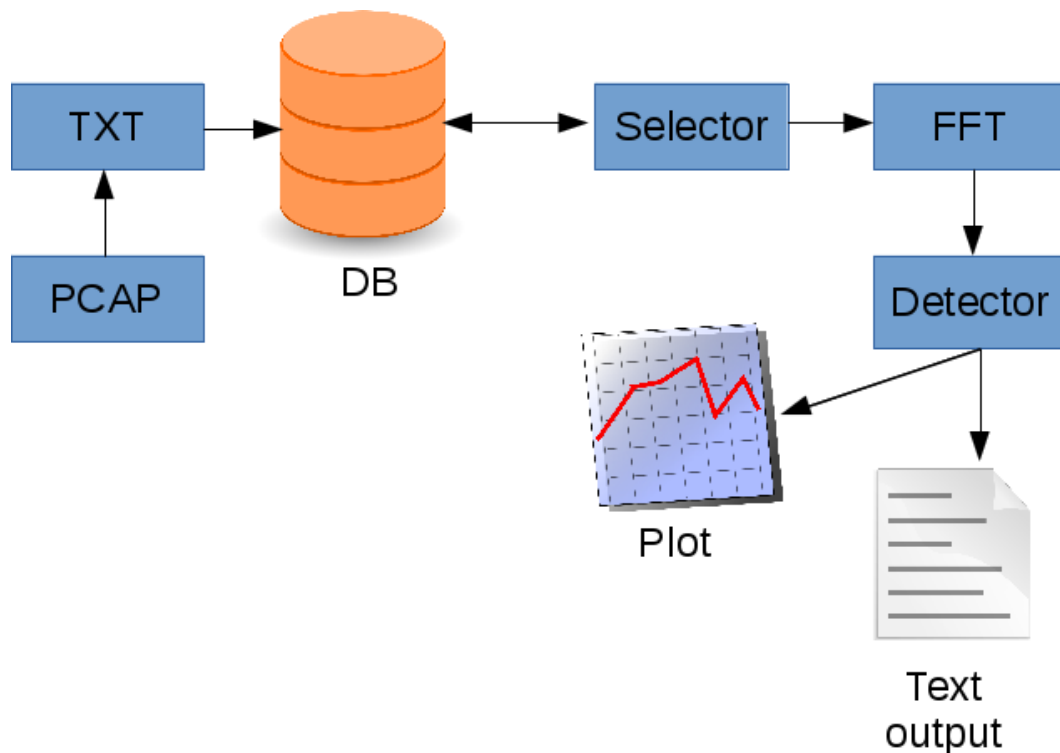 TXT
Selector
FFT
PCAP
DB
Detector
Plot
Text
output